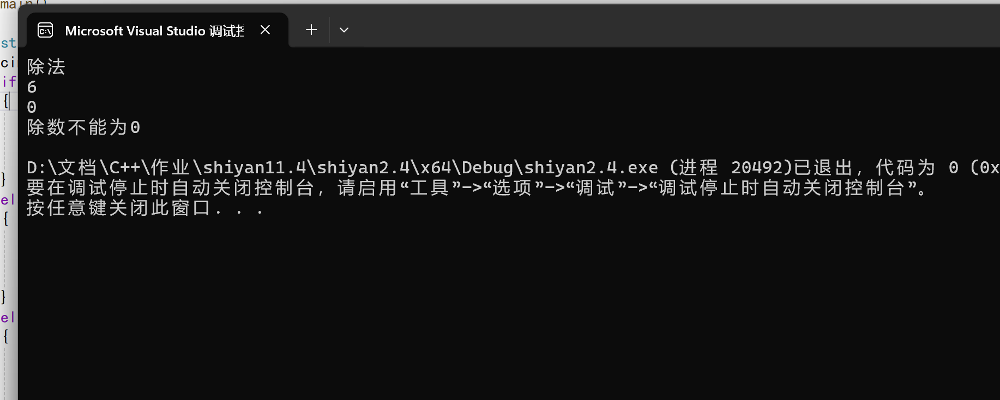 main()
Microsoft Visual Studio 调试
st
ci
if
{
}
el
{
}
el
{
除法
6
0
除数不能为0
D:\文档\C++\作业\shiyan11.4\shiyan2.4\x64\Debug\shiyan2.4.exe (进程 20492)已退出，代码为 0 (0x
要在调试停止时自动关闭控制台，请启用“工具”->“选项”->“调试”->“调试停止时自动关闭控制台”。
按任意键关闭此窗口. . .